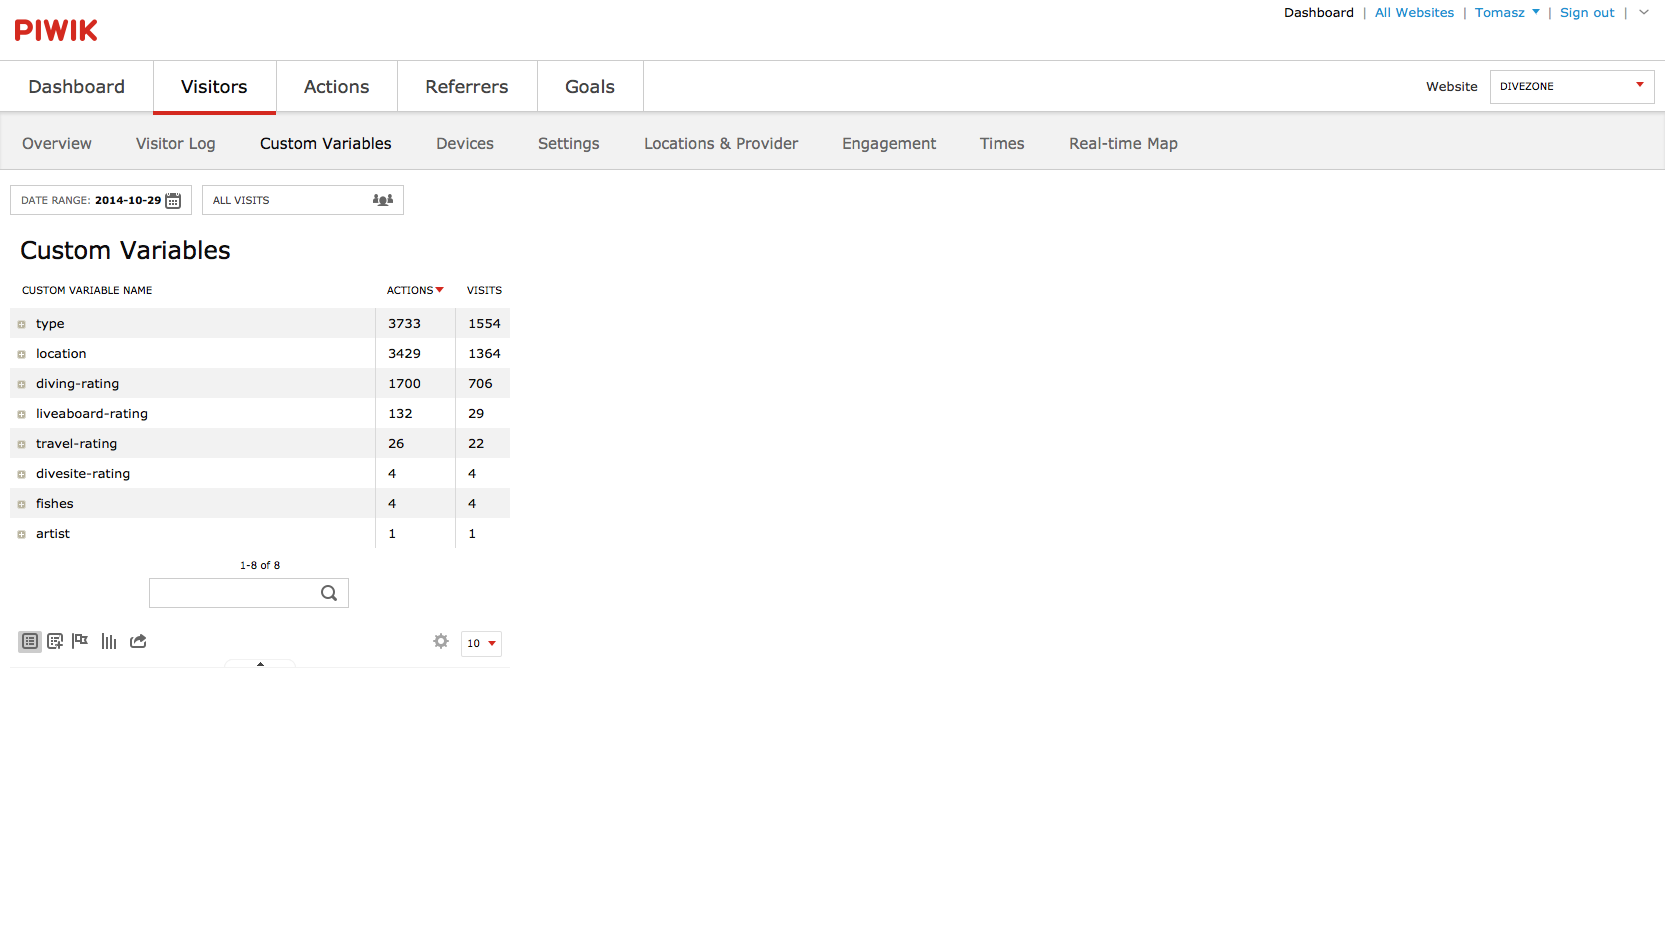 Dashboard | All Websites | Tomasz | Sign out |
PIWIK
Dashboard Visitors Actions Referrers Goals Website DIVEZONE
Overview Visitor Log Custom Variables Devices Settings Locations & Provider Engagement Times Real-time Map
DATE RANGE: 2014-10-29 ALL VISITS
Custom Variables
CUSTOM VARIABLE NAME ACTIONS VISITS
type 3733 1554
location 3429 1364
diving-rating 1700 706
liveaboard-rating 132 29
travel-rating 26 22
divesite-rating 4 4
fishes 4 4
artist 1 1
1-8 of 8
10